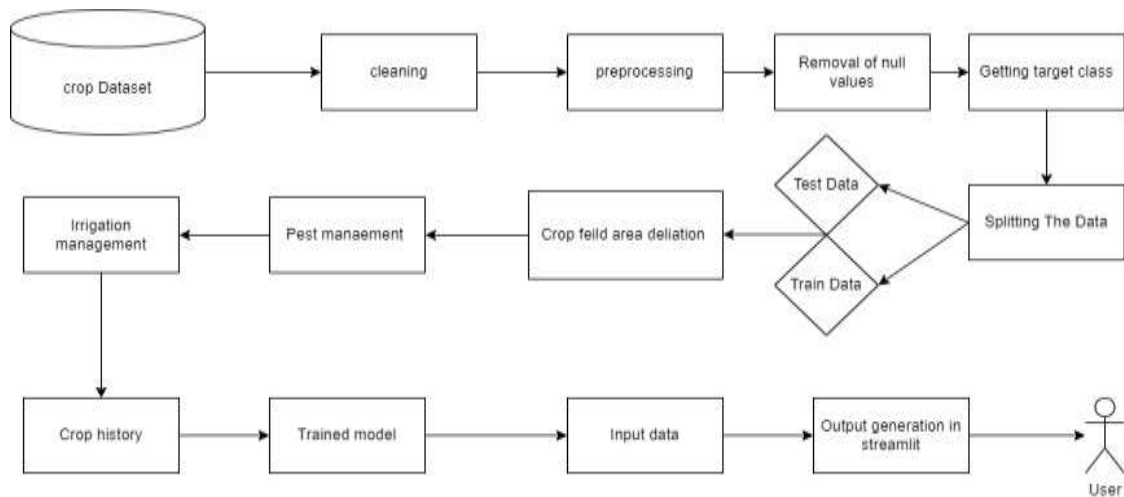 crop Dataset
cleaning
preprocessing
Removal of null
values
Getting target class
Splitting The Data
Test Data
Train Data
Crop feild area deliation
Pest manaement
Irrigation
management
Crop history
Trained model
Input data
Output generation in
streamlit
User